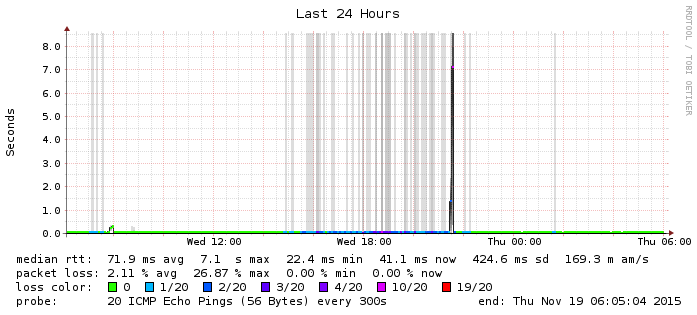 Last 24 Hours
RRDTOOL / TOBI OETIKER
Seconds
8.0
7.0
6.0
5.0
4.0
3.0
2.0
1.0
0.0
Wed 12:00 Wed 18:00 Thu 00:00 Thu 06:00
median rtt: 71.9 ms avg 7.1 s max 22.4 ms min 41.1 ms now 424.6 ms sd 169.3 m am/s
packet loss: 2.11 % avg 26.87 % max 0.00 % min 0.00 % now
loss color: 0 1/20 2/20 3/20 4/20 10/20 19/20
probe: 20 ICMP Echo Pings (56 Bytes) every 300s end: Thu Nov 19 06:05:04 2015